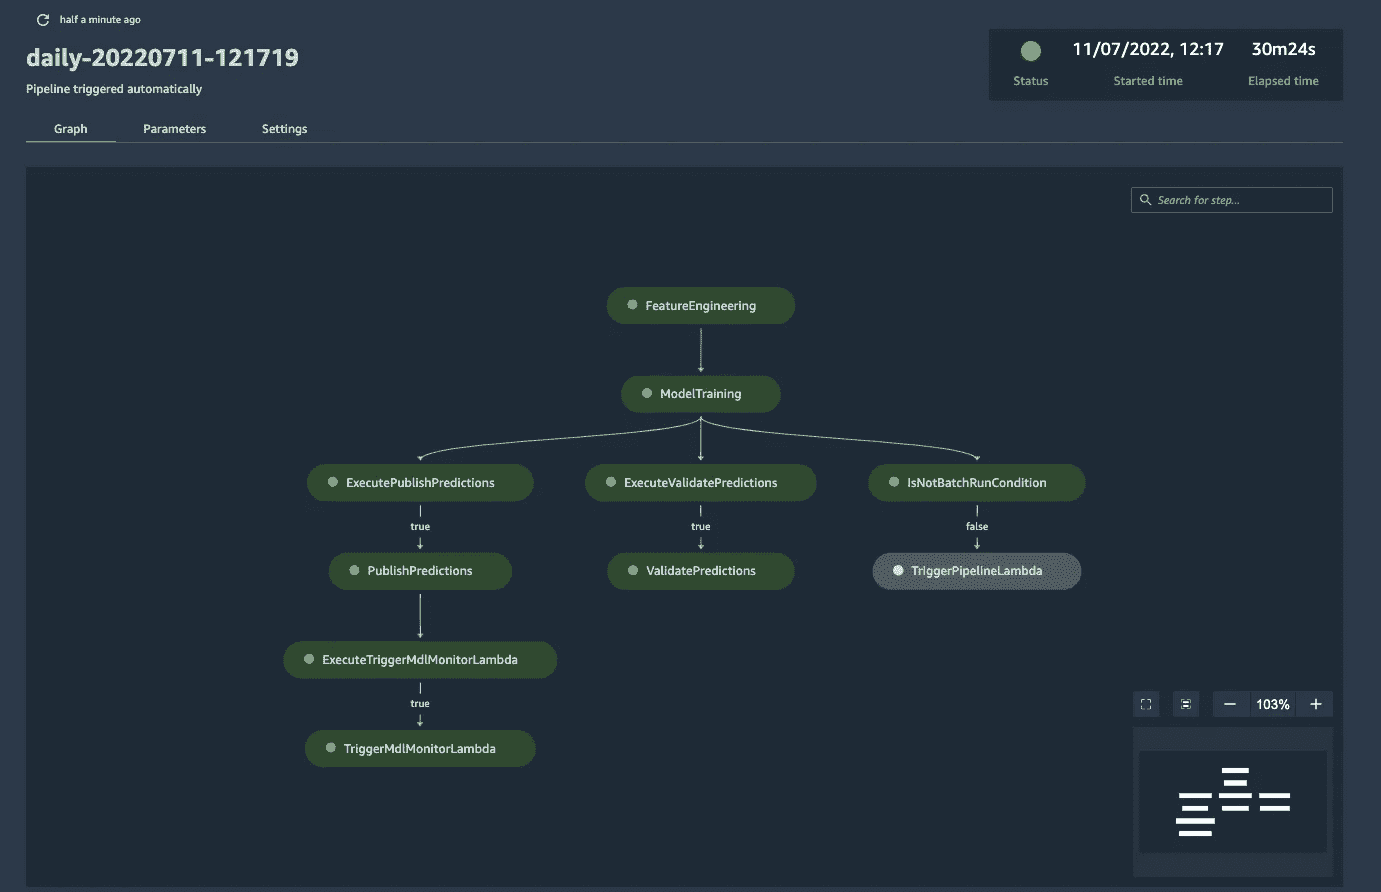 half a minute ago
daily-20220711-121719
Pipeline triggered automatically
11/07/2022, 12:17 30m24s
Status Started time Elapsed time
Graph Parameters Settings
Search for step...
FeatureEngineering
ModelTraining
ExecutePublishPredictions ExecuteValidatePredictions IsNotBatchRunCondition
true true false
PublishPredictions ValidatePredictions TriggerPipelineLambda
ExecuteTriggerMdlMonitorLambda
true
103%
TriggerMdlMonitorLambda